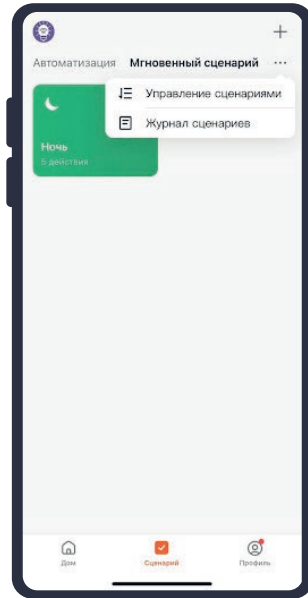 Автоматизация Мгновенный сценарий ...
Управление сценариями
Журнал сценариев
Ночь
5 действия
Дом Сценарий Профиль